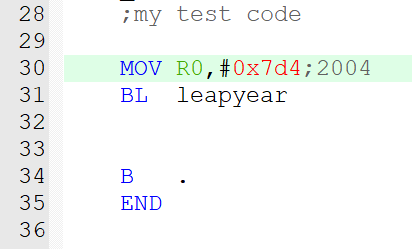 28 ;my test code
29
30 MOV R0,#0x7d4;2004
31 BL leapyear
32
33
34 B .
35 END
36